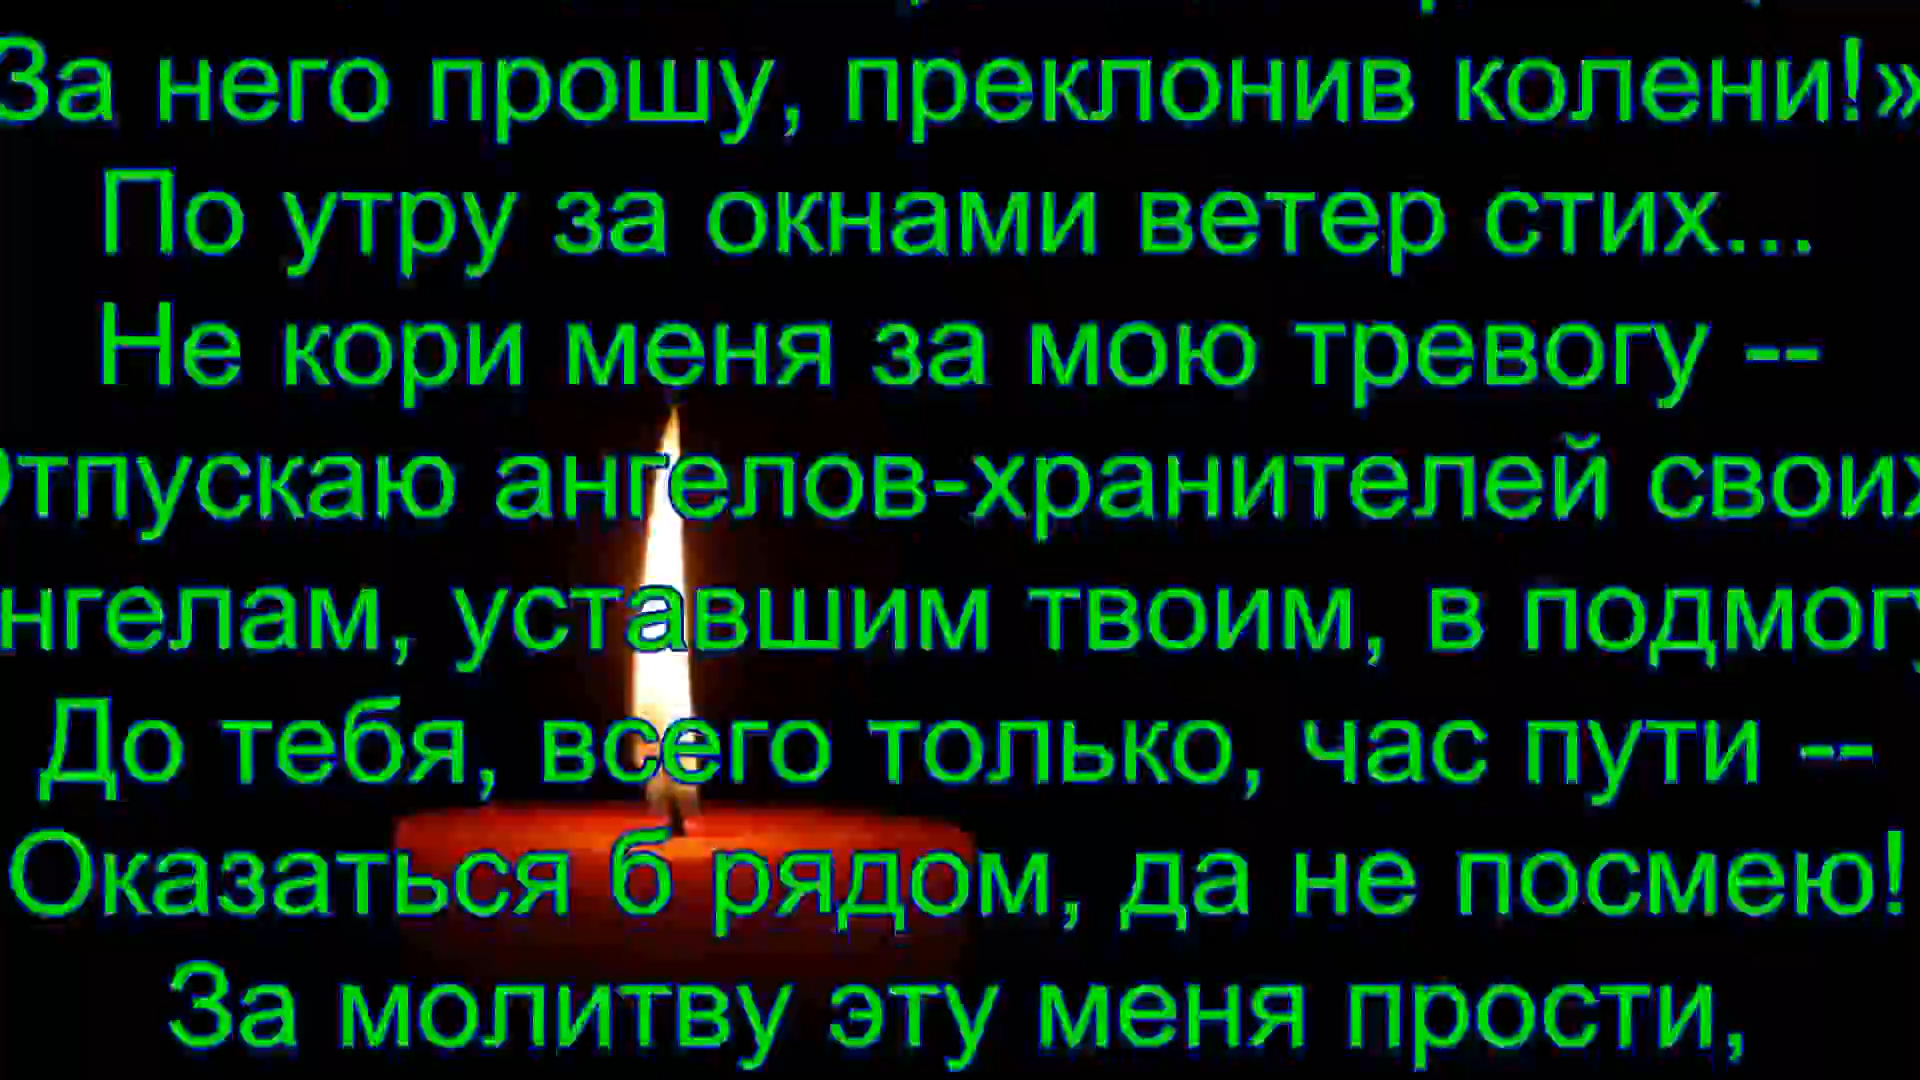 За него прошу, преклонив колени!»
По утру за окнами ветер стих...
Не кори меня за мою тревогу --
Отпускаю ангелов-хранителей своих
нгелам, уставшим твоим, в подмогу
До тебя, всего только, час пути --
Оказаться б рядом, да не посмею!
За молитву эту меня прости,